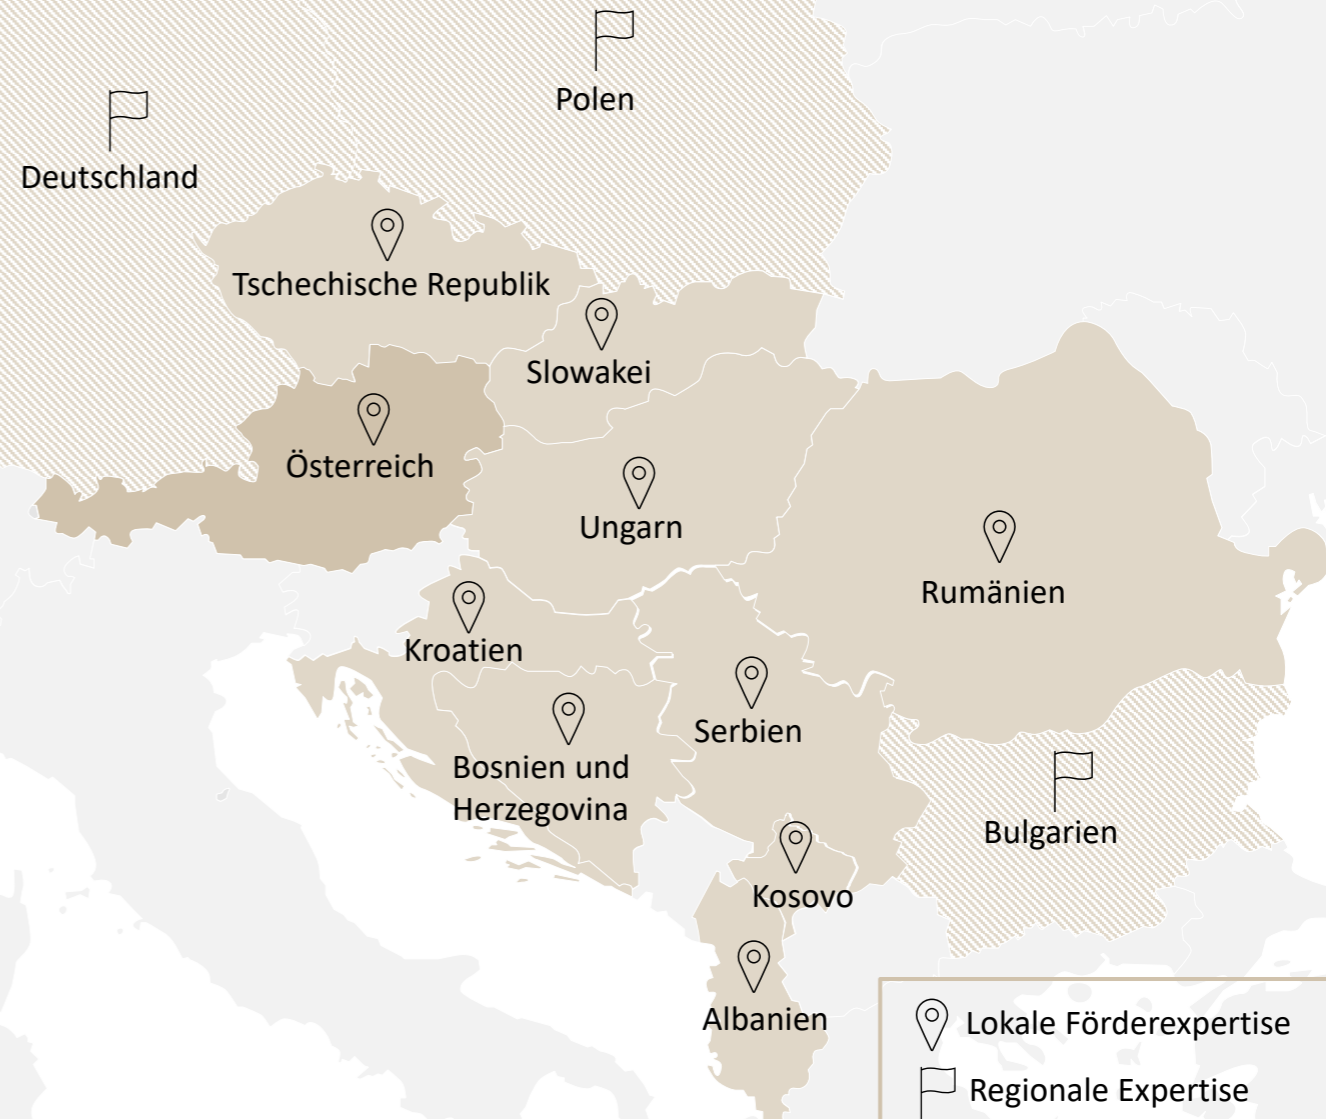 Polen
Deutschland
Tschechische Republik
Slowakei
Österreich
Ungarn
Rumänien
Kroatien
Serbien
Bosnien und
Herzegovina
Bulgarien
Kosovo
Albanien
Lokale Förderexpertise
Regionale Expertise